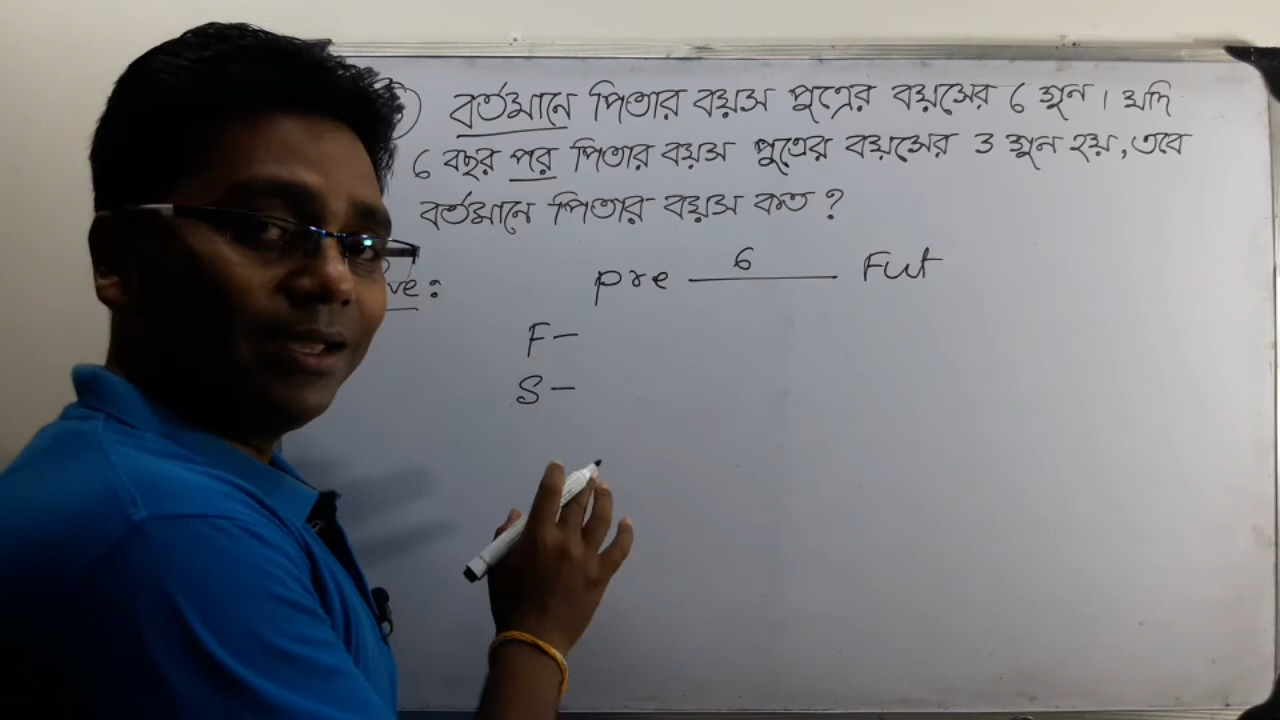 বর্তমানে পিতার বয়স পুত্রের বয়সের 6 গুন। যদি
6 বছর পর পিতার বয়স পুত্রের বয়সের 3 গুন হয়, তবে
বর্তমানে পিতার বয়স কত?
pre 6 Fut
F-
S-